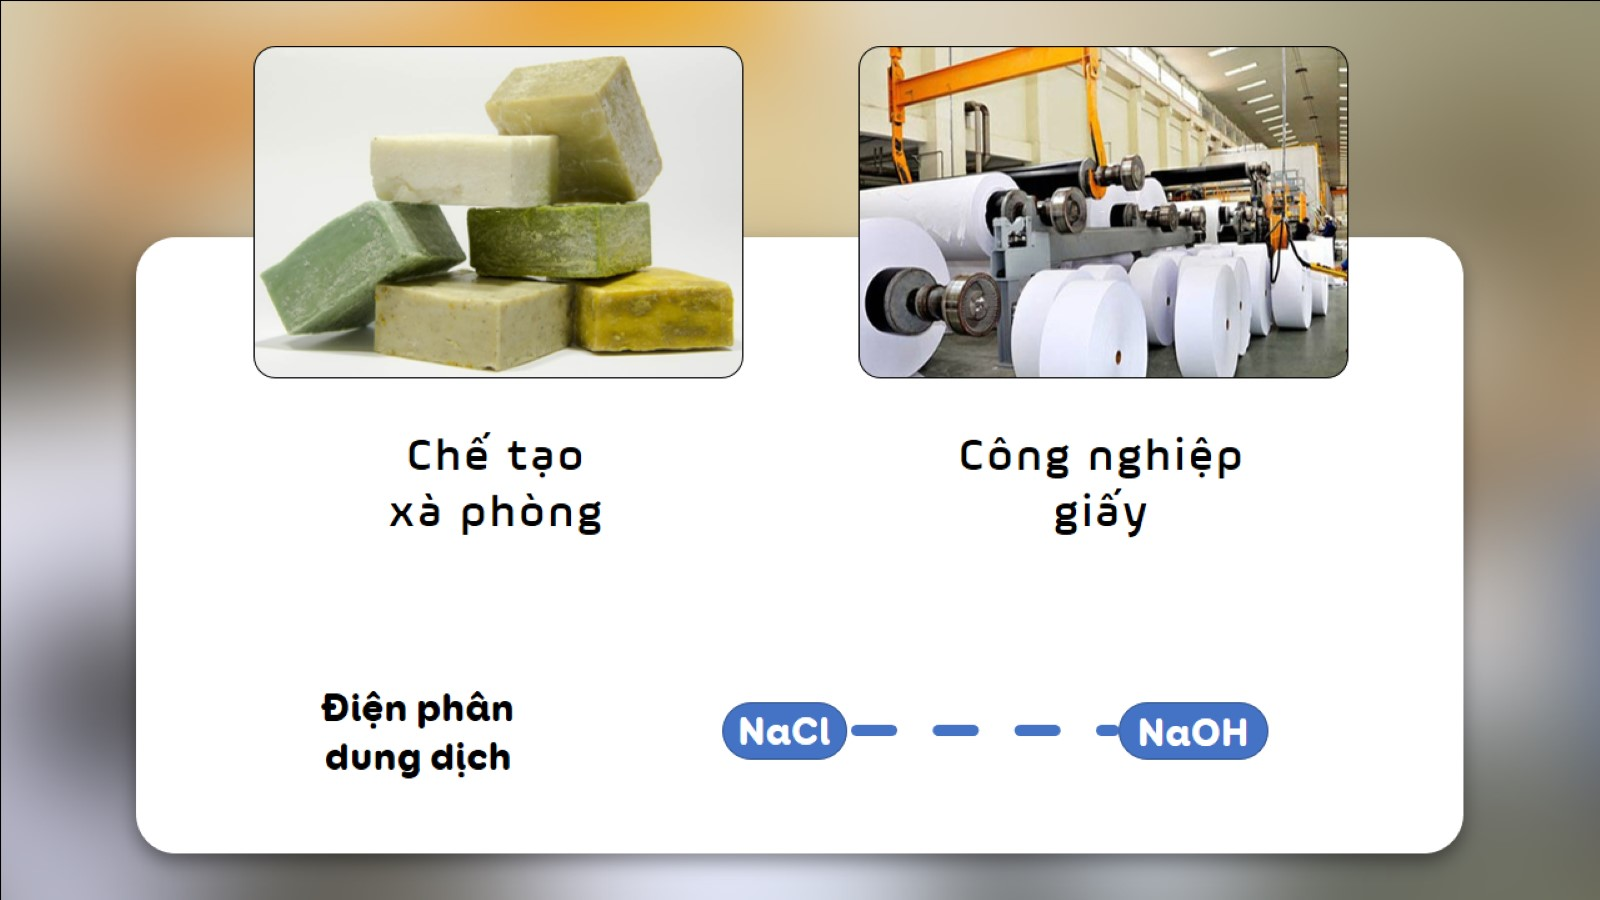 Chế tạo
xà phòng
Công nghiệp
giấy
Điện phân
dung dịch
NaCl
NaOH